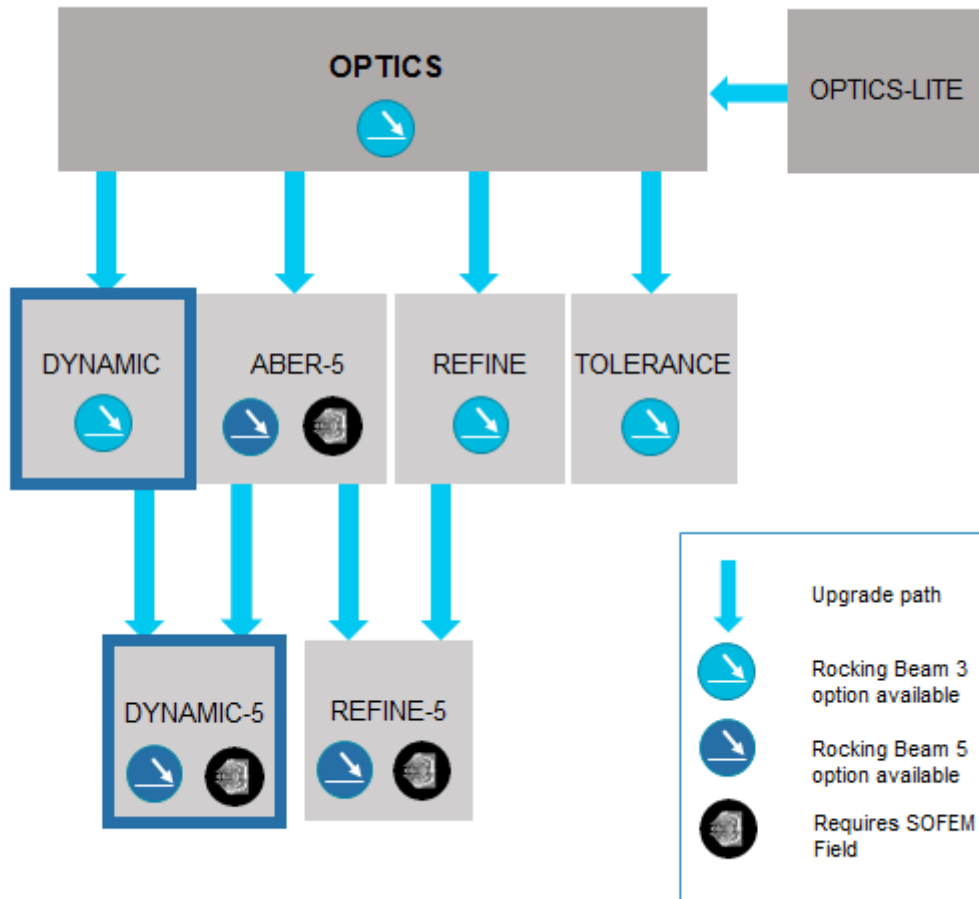 OPTICS
OPTICS-LITE
DYNAMIC
ABER-5
REFINE
TOLERANCE
DYNAMIC-5
REFINE-5
Upgrade path
Rocking Beam 3
option available
Rocking Beam 5
option available
Requires SOFEM
Field